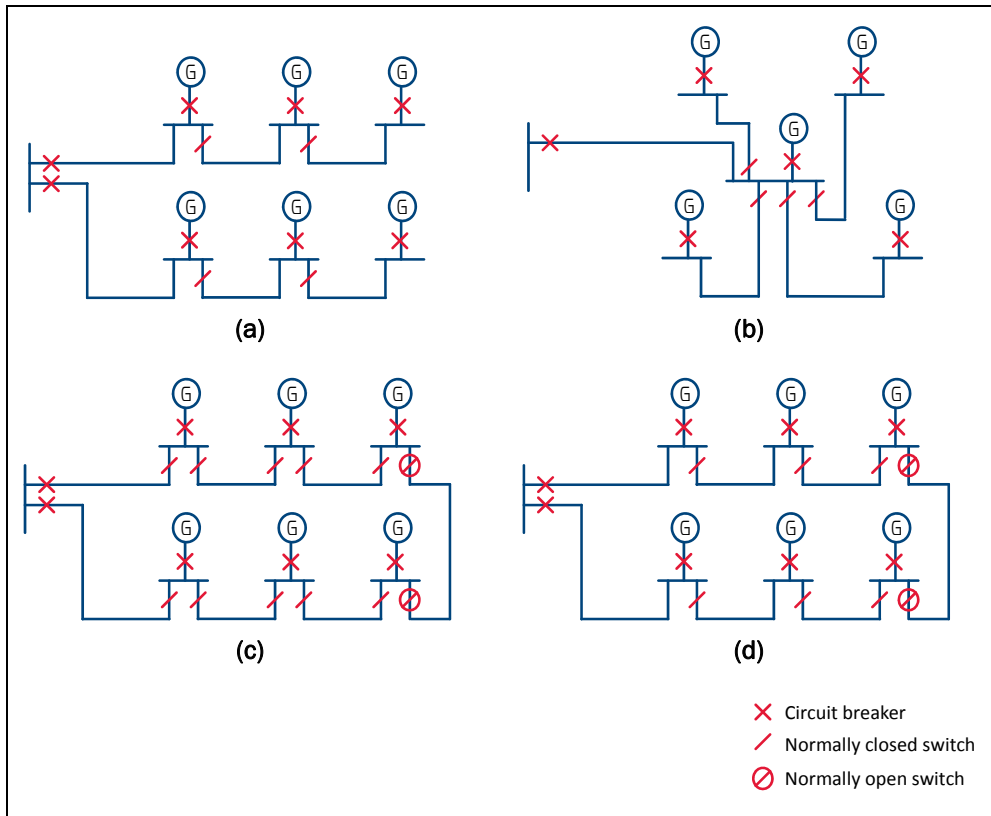 G G G G G
G G
G G G G G
(a) (b)
G G G G G G
G G G G G G
(c) (d)
Circuit breaker
Normally closed switch
Normally open switch